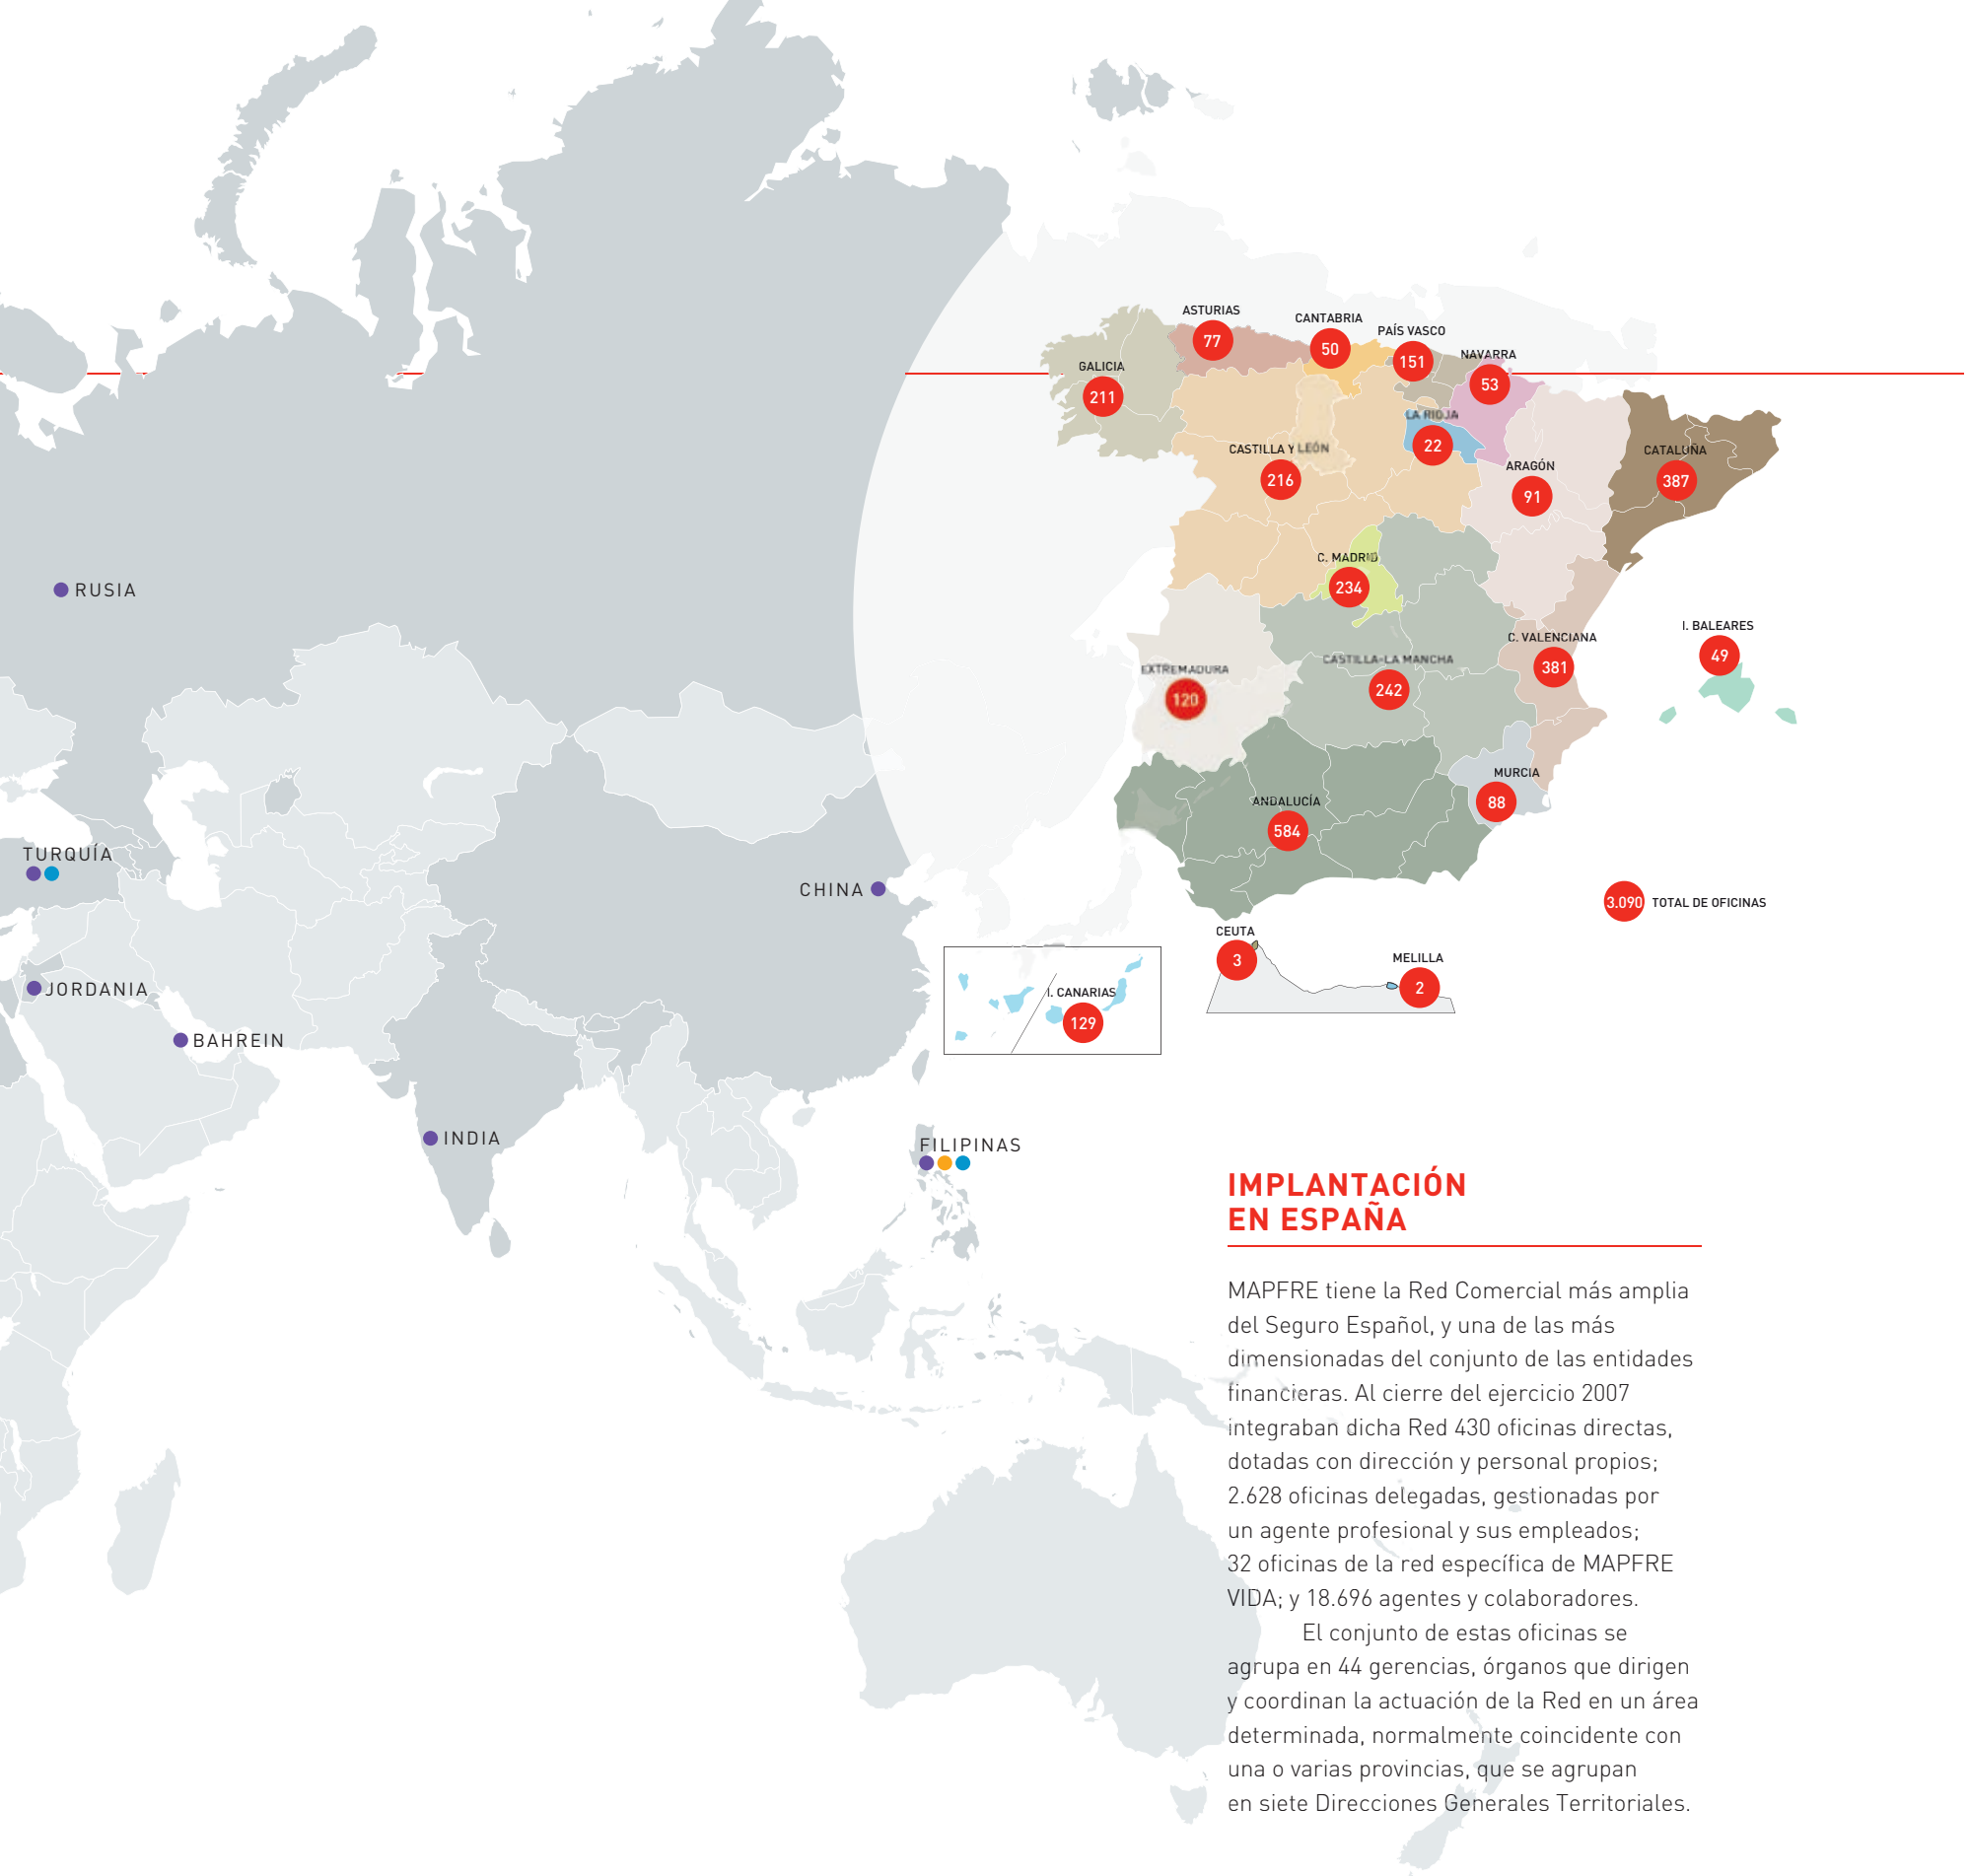 ASTURIAS
77
CANTABRIA
50
PAÍS VASCO
151
NAVARRA
53
GALICIA
211
LA RIOJA
22
CASTILLA Y LEÓN
216
ARAGÓN
91
CATALUÑA
387
C. MADRID
234
RUSIA
C. VALENCIANA
381
I. BALEARES
49
EXTREMADURA
120
CASTILLA-LA MANCHA
242
MURCIA
88
ANDALUCÍA
584
TURQUÍA
CHINA
3.090 TOTAL DE OFICINAS
CEUTA
3
MELILLA
2
I. CANARIAS
129
JORDANIA
BAHREIN
INDIA
FILIPINAS
IMPLANTACIÓN
EN ESPAÑA
MAPFRE tiene la Red Comercial más amplia
del Seguro Español, y una de las más
dimensionadas del conjunto de las entidades
financieras. Al cierre del ejercicio 2007
integraban dicha Red 430 oficinas directas,
dotadas con dirección y personal propios;
2.628 oficinas delegadas, gestionadas por
un agente profesional y sus empleados;
32 oficinas de la red específica de MAPFRE
VIDA; y 18.696 agentes y colaboradores.
El conjunto de estas oficinas se
agrupa en 44 gerencias, órganos que dirigen
y coordinan la actuación de la Red en un área
determinada, normalmente coincidente con
una o varias provincias, que se agrupan
en siete Direcciones Generales Territoriales.